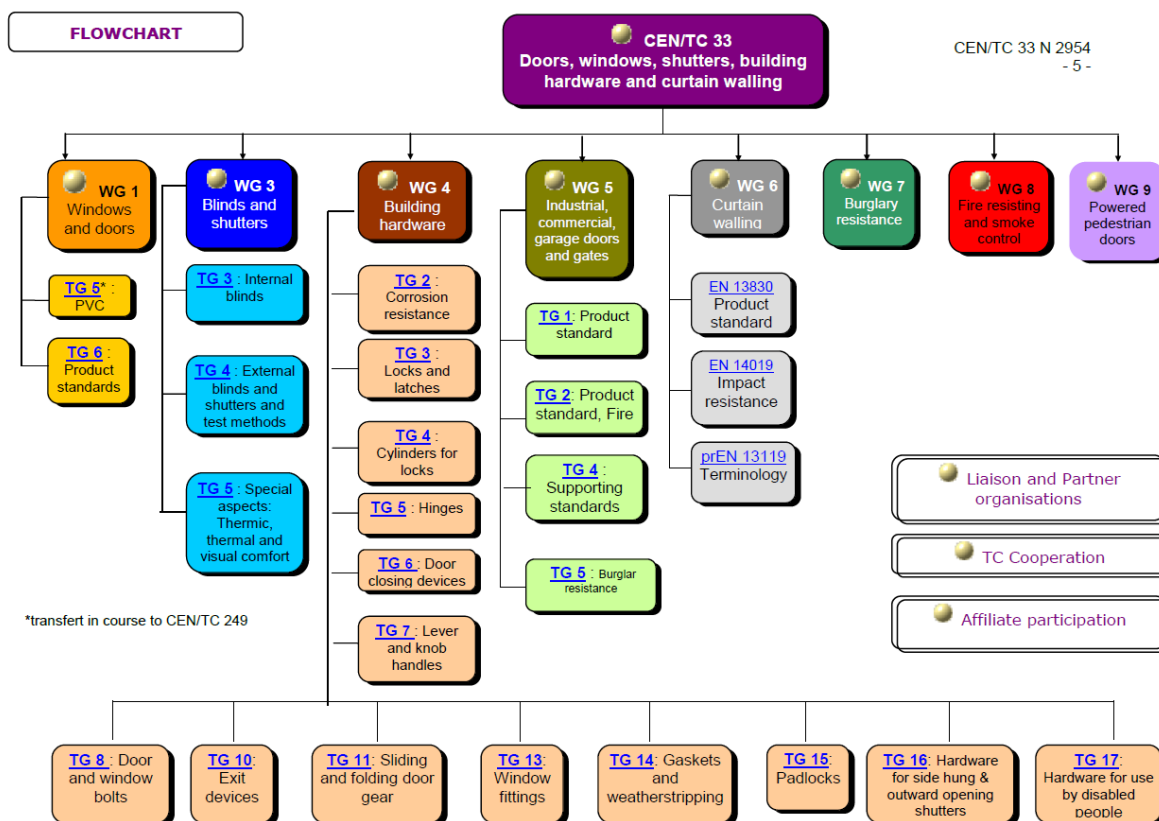 FLOWCHART
CEN/TC 33
Doors, windows, shutters, building
hardware and curtain walling
CEN/TC 33 N 2954
- 5 -
WG 1
Windows
and doors
WG 3
Blinds and
shutters
WG 4
Building
hardware
WG 5
Industrial,
commercial,
garage doors
and gates
WG 6
Curtain
walling
WG 7
Burglary
resistance
WG 8
Fire resisting
and smoke
control
WG 9
Powered
pedestrian
doors
TG 5* :
PVC
TG 6 :
Product
standards
TG 3 : Internal
blinds
TG 4 : External
blinds and
shutters and
test methods
TG 5 : Special
aspects:
Thermic,
thermal and
visual comfort
TG 2 :
Corrosion
resistance
TG 3 :
Locks and
latches
TG 4 :
Cylinders for
locks
TG 5 : Hinges
TG 6 : Door
closing devices
TG 7 : Lever
and knob
handles
TG 1: Product
standard
TG 2: Product
standard, Fire
TG 4 :
Supporting
standards
TG 5 : Burglar
resistance
EN 13830
Product
standard
EN 14019
Impact
resistance
prEN 13119
Terminology
Liaison and Partner
organisations
TC Cooperation
Affiliate participation
*transfert in course to CEN/TC 249
TG 8 : Door
and window
bolts
TG 10:
Exit
devices
TG 11: Sliding
and folding door
gear
TG 13:
Window
fittings
TG 14: Gaskets
and
weatherstripping
TG 15:
Padlocks
TG 16: Hardware
for side hung &
outward opening
shutters
TG 17:
Hardware for use
by disabled
people